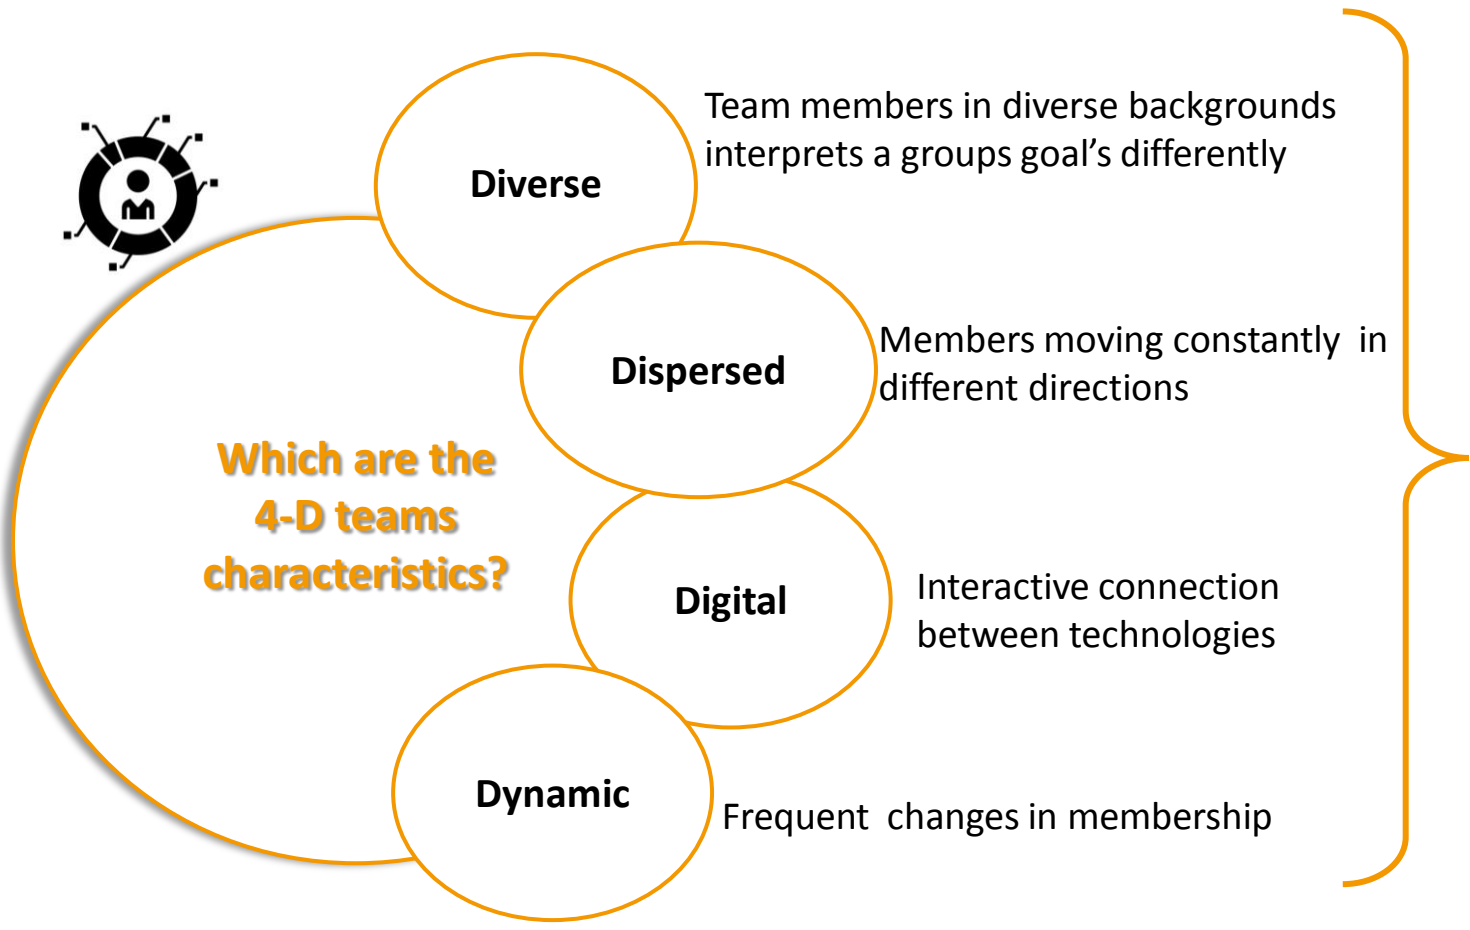 Diverse
Team members in diverse backgrounds
interprets a groups goal’s differently
Dispersed
Members moving constantly  in
different directions
Which are the
4-D teams
characteristics?
Digital
Interactive connection
between technologies
Dynamic
Frequent  changes in membership